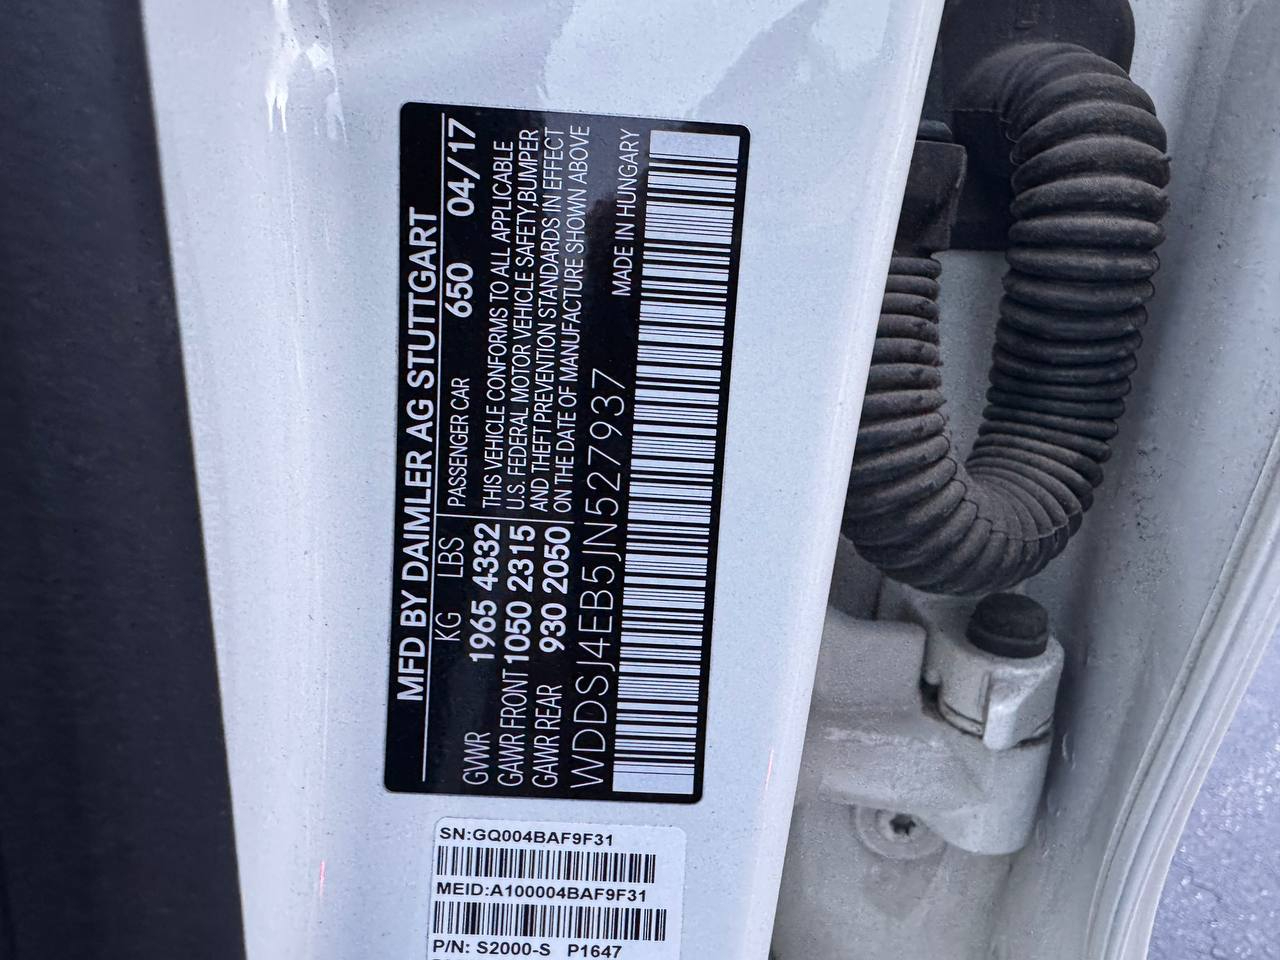 MFD BY DAIMLER AG STUTTGART
KG LBS PASSENGER CAR 650 04/17
GVWR 1965 4332 THIS VEHICLE CONFORMS TO ALL APPLICABLE
GAWR FRONT 1050 2315 U.S. FEDERAL MOTOR VEHICLE SAFETY,BUMPER
GAWR REAR 930 2050 AND THEFT PREVENTION STANDARDS IN EFFECT
ON THE DATE OF MANUFACTURE SHOWN ABOVE
WDDSJ4EB5JN527937 MADE IN HUNGARY
SN:GQ004BAF9F31
MEID:A100004BAF9F31
P/N: S2000-S P1647